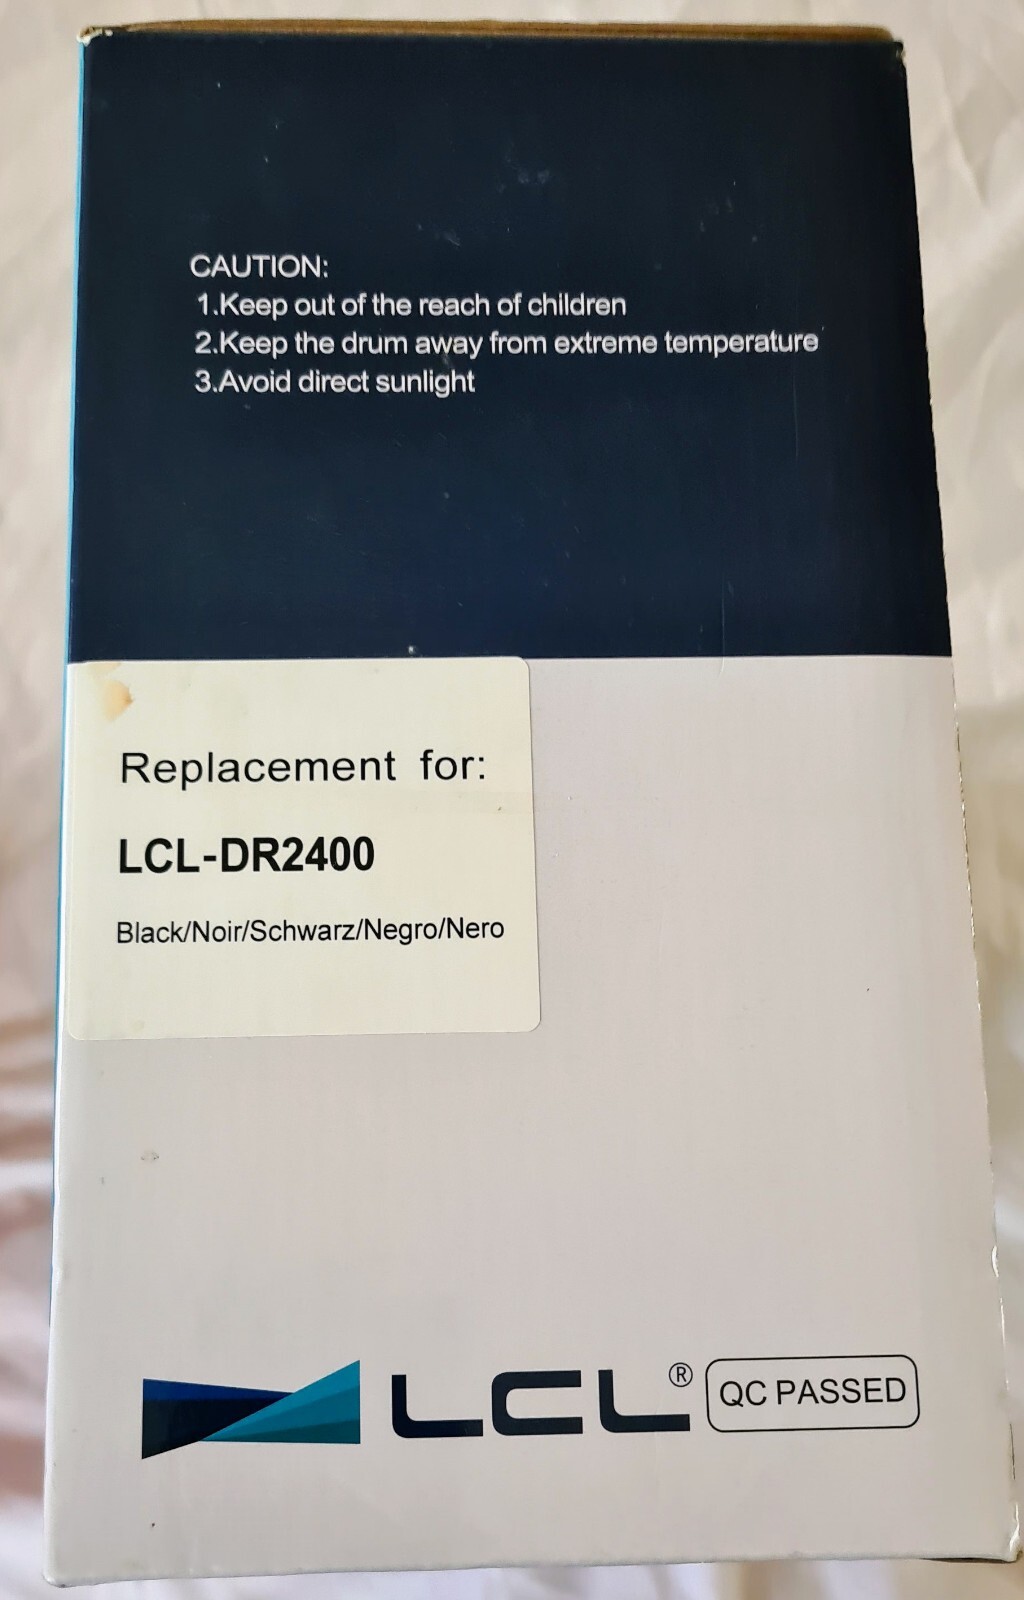 CAUTION:
1.Keep out of the reach of children
2.Keep the drum away from extreme temperature
3.Avoid direct sunlight
Replacement for:
LCL-DR2400
Black/Noir/Schwarz/Negro/Nero
LCL® QC PASSED